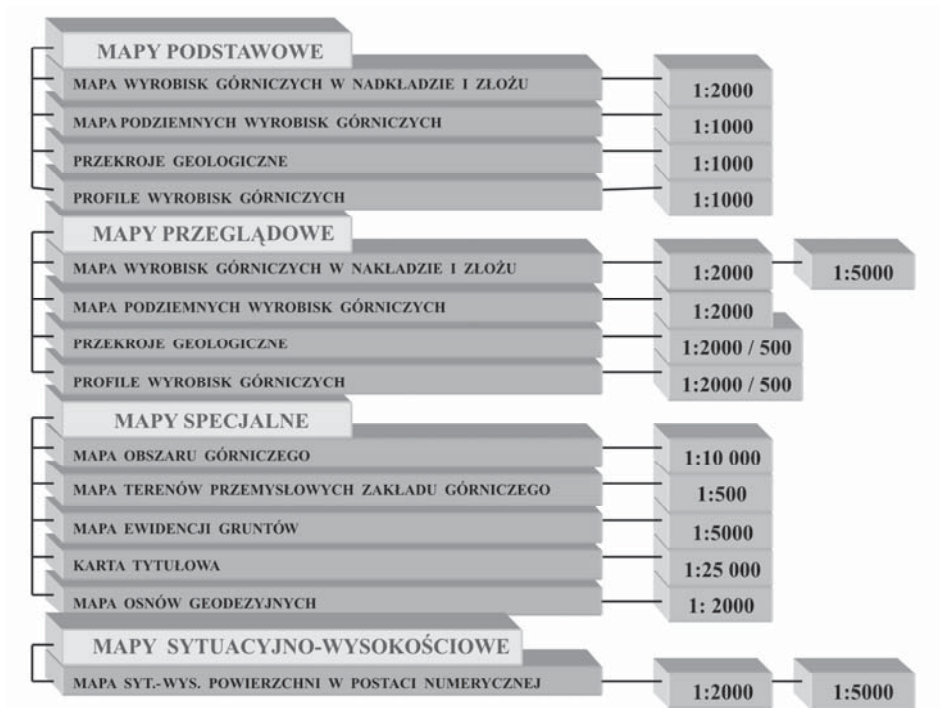 MAPY PODSTAWOWE
MAPA WYROBISK GÓRNICZYCH W NADKŁADZIE I ZŁOŻU 1:2000
MAPA PODZIEMNYCH WYROBISK GÓRNICZYCH 1:1000
PRZEKROJE GEOLOGICZNE 1:1000
PROFILE WYROBISK GÓRNICZYCH 1:1000
MAPY PRZEGLĄDOWE
MAPA WYROBISK GÓRNICZYCH W NAKŁADZIE I ZŁOŻU 1:2000 1:5000
MAPA PODZIEMNYCH WYROBISK GÓRNICZYCH 1:2000
PRZEKROJE GEOLOGICZNE 1:2000 / 500
PROFILE WYROBISK GÓRNICZYCH 1:2000 / 500
MAPY SPECJALNE
MAPA OBSZARU GÓRNICZEGO 1:10 000
MAPA TERENÓW PRZEMYSŁOWYCH ZAKŁADU GÓRNICZEGO 1:500
MAPA EWIDENCJI GRUNTÓW 1:5000
KARTA TYTUŁOWA 1:25 000
MAPA OSNÓW GEODEZYJNYCH 1: 2000
MAPY SYTUACYJNO-WYSOKOŚCIOWE
MAPA SYT.-WYS. POWIERZCHNI W POSTACI NUMERYCZNEJ 1:2000 1:5000